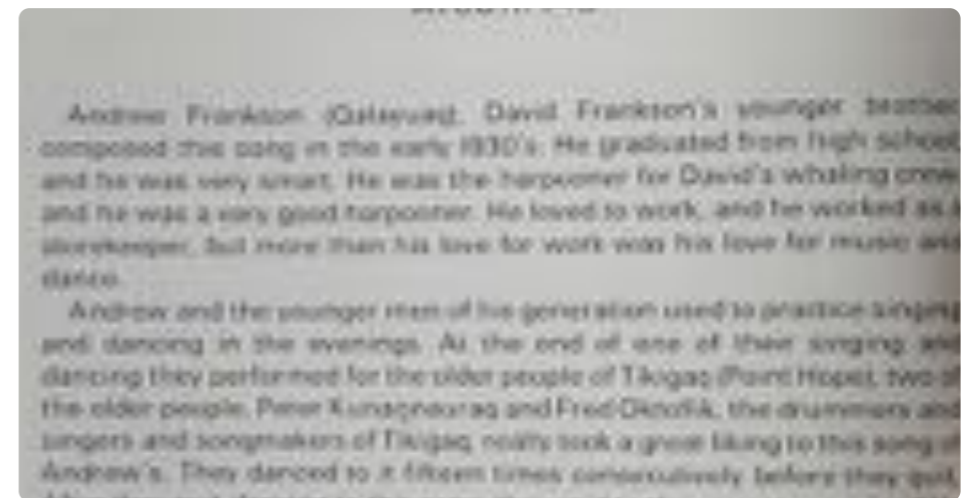 Andrew Frankson David Frankson's younger brother
composed this song in the early 1930's. He graduated from high school,
and he was very smart. He was the harpooner for David's whaling crew
and he was a very good harpooner. He loved to work, and he worked as a
storekeeper, but more than his love for work was his love for music and
dance.
Andrew and the younger men of his generation used to practice singing
and dancing in the evenings. At the end of one of their singing and
dancing they performed for the older people of Tikigaq (Point Hope), two of
the older people, Peter and Fred the drummers and
singers and songmakers of Tikigaq, really took a great liking to this song of
Andrew's. They danced to it fifteen times consecutively before they quit.